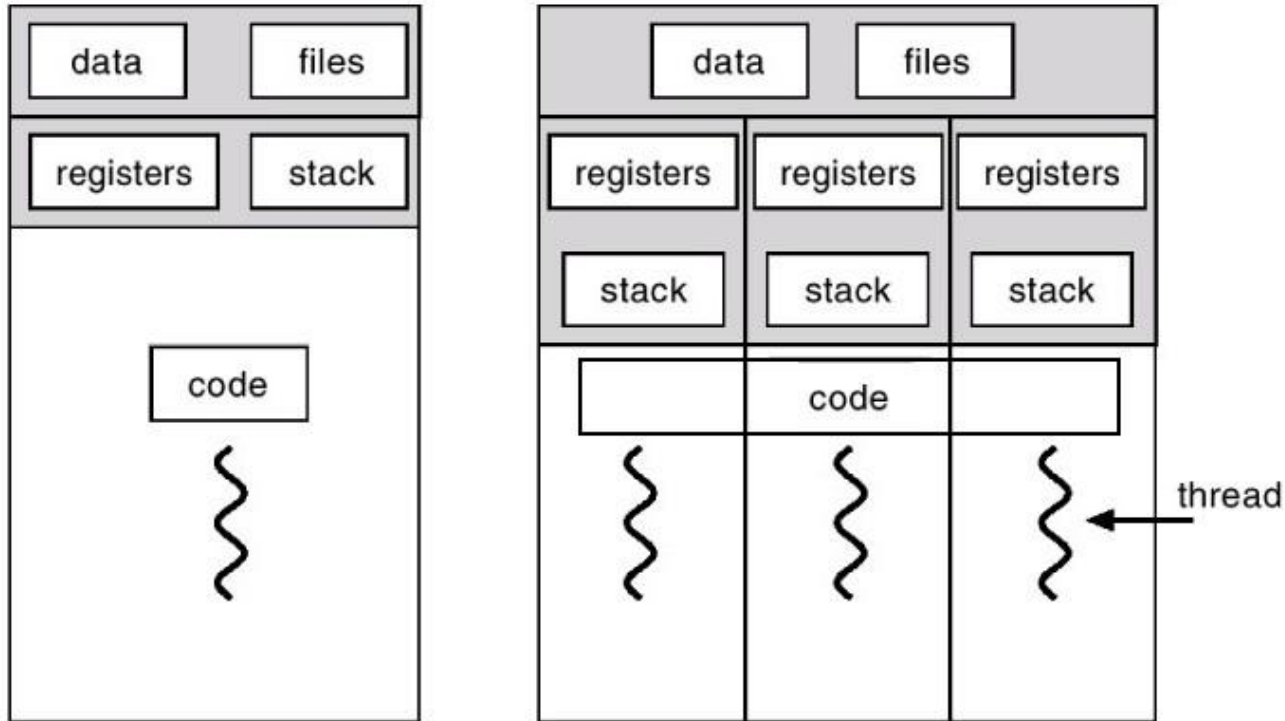 data files
registers stack
code
data files
registers registers registers
stack stack stack
code
thread